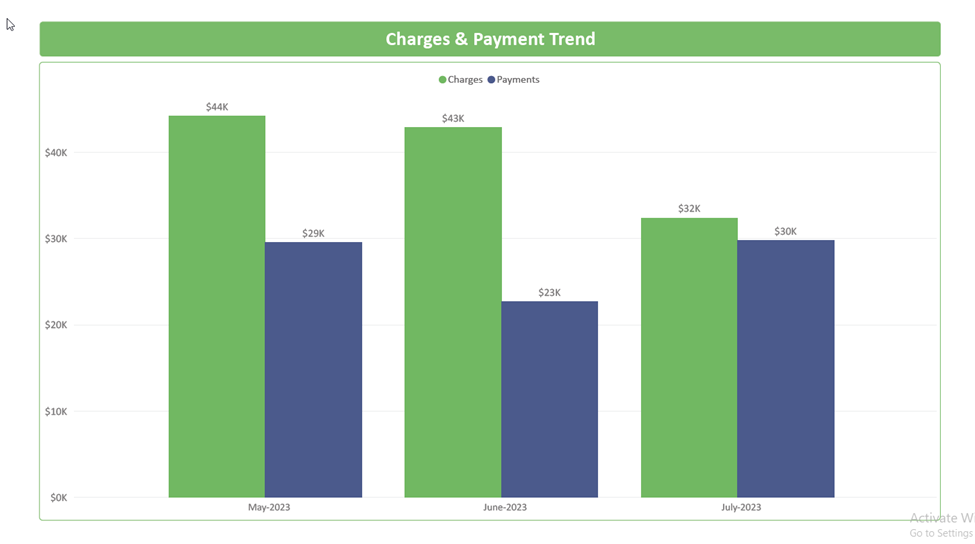 Charges & Payment Trend
Charges Payments
$44K
$43K
$40K
$32K
$30K
$29K
$30K
$23K
$20K
$10K
$0K
May-2023 June-2023 July-2023
Activate W
Go to Settings